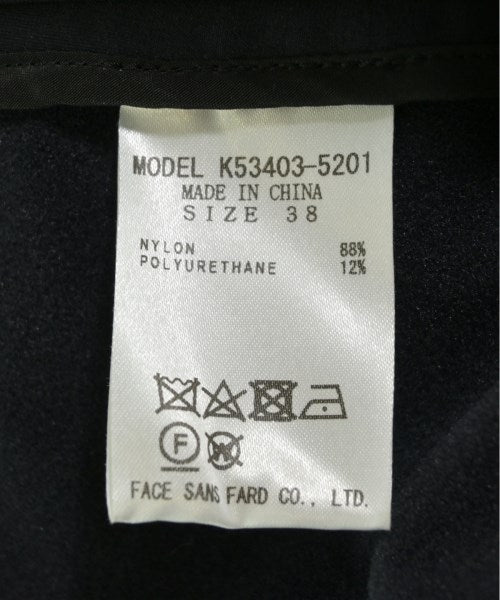 MODEL K53403-5201
MADE IN CHINA
SIZE 38
NYLON 88%
POLYURETHANE 12%
F W
FACE SANS FARD CO., LTD.